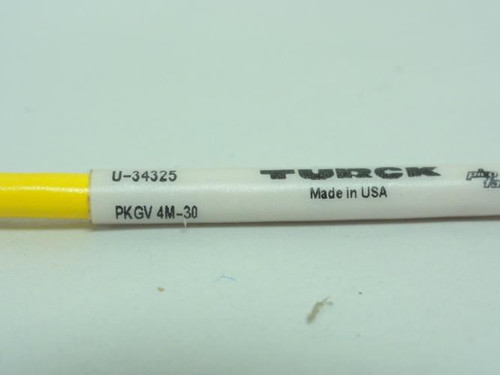 U-34325
TURCK
Made in USA
PKGV 4M-30